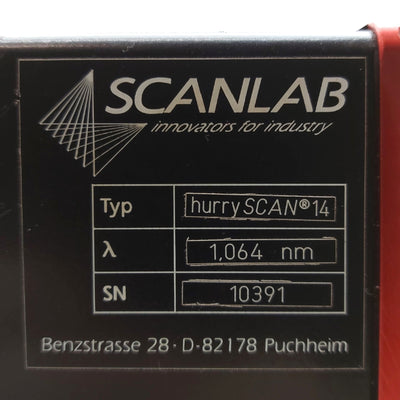 SCANLAB
innovators for industry
Typ hurrySCAN®14
λ 1,064 nm
SN 10391
Benzstrasse 28 · D-82178 Puchheim